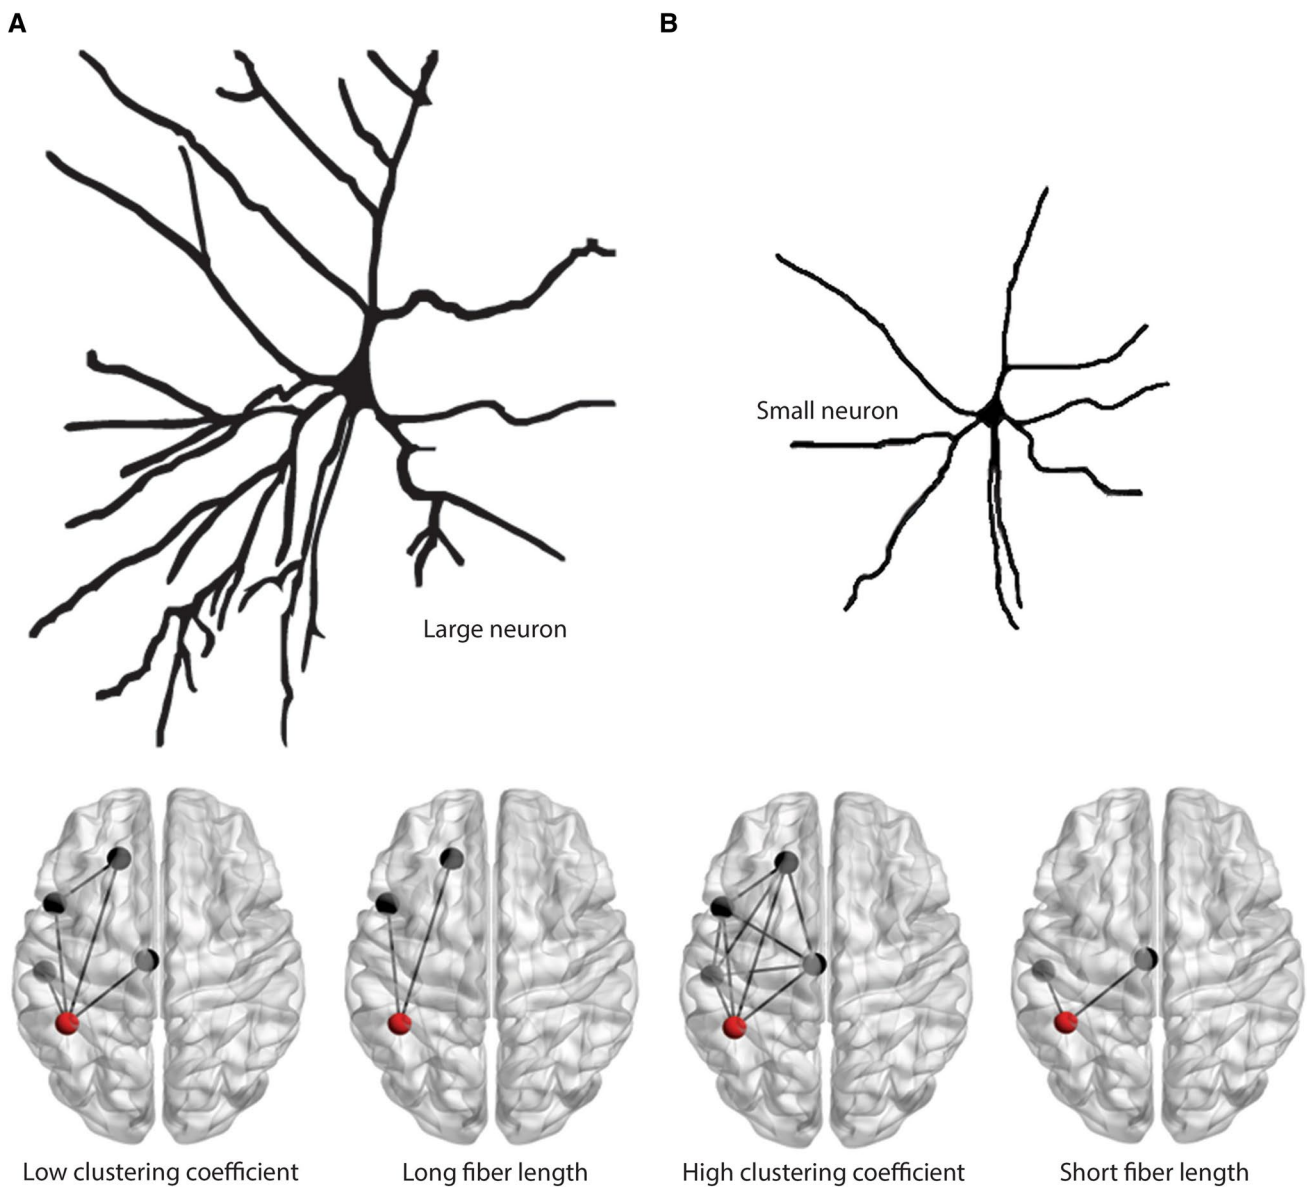 A
B
Small neuron
Large neuron
Low clustering coefficient
Long fiber length
High clustering coefficient
Short fiber length